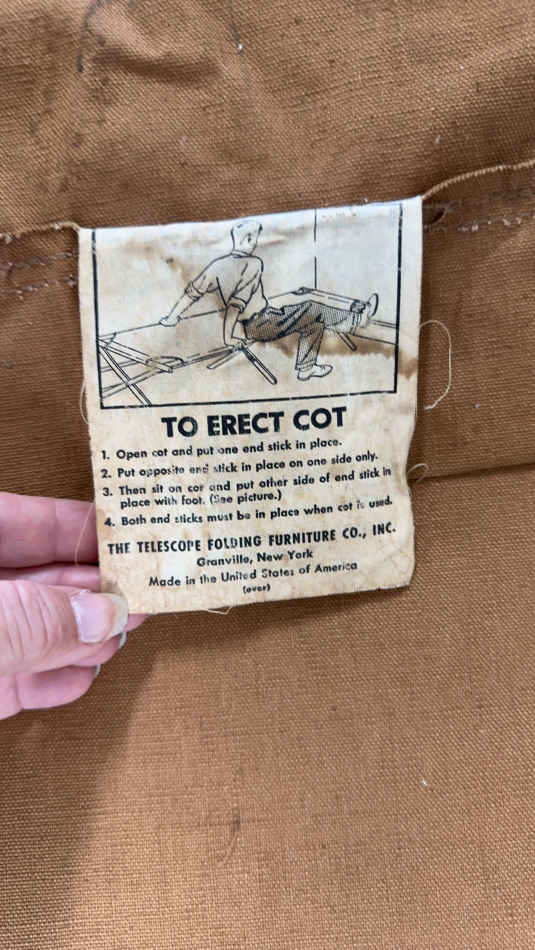 TO ERECT COT
1. Open cot and put one end stick in place.
2. Put opposite end stick in place on one side only.
3. Then sit on cot and put other side of end stick in
place with foot. (See picture.)
4. Both end sticks must be in place when cot is used.
THE TELESCOPE FOLDING FURNITURE CO., INC.
Granville, New York
Made in the United States of America
(over)